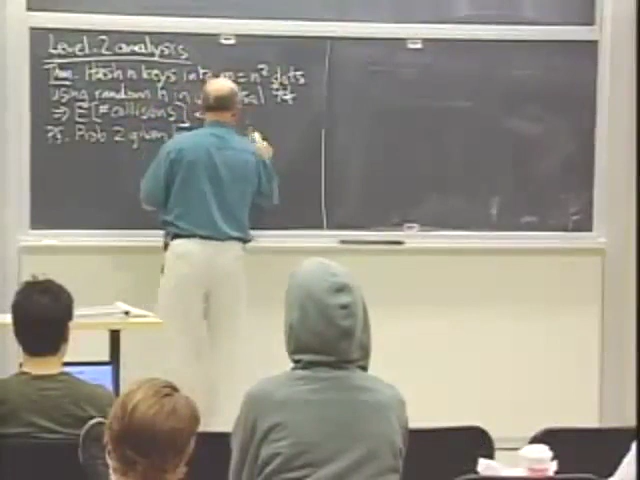 Level-2 analysis
Thm. Hash n keys into m = n² slots
using random h in universal H
⇒ E[#collisions] <
Pf. Prob 2 given